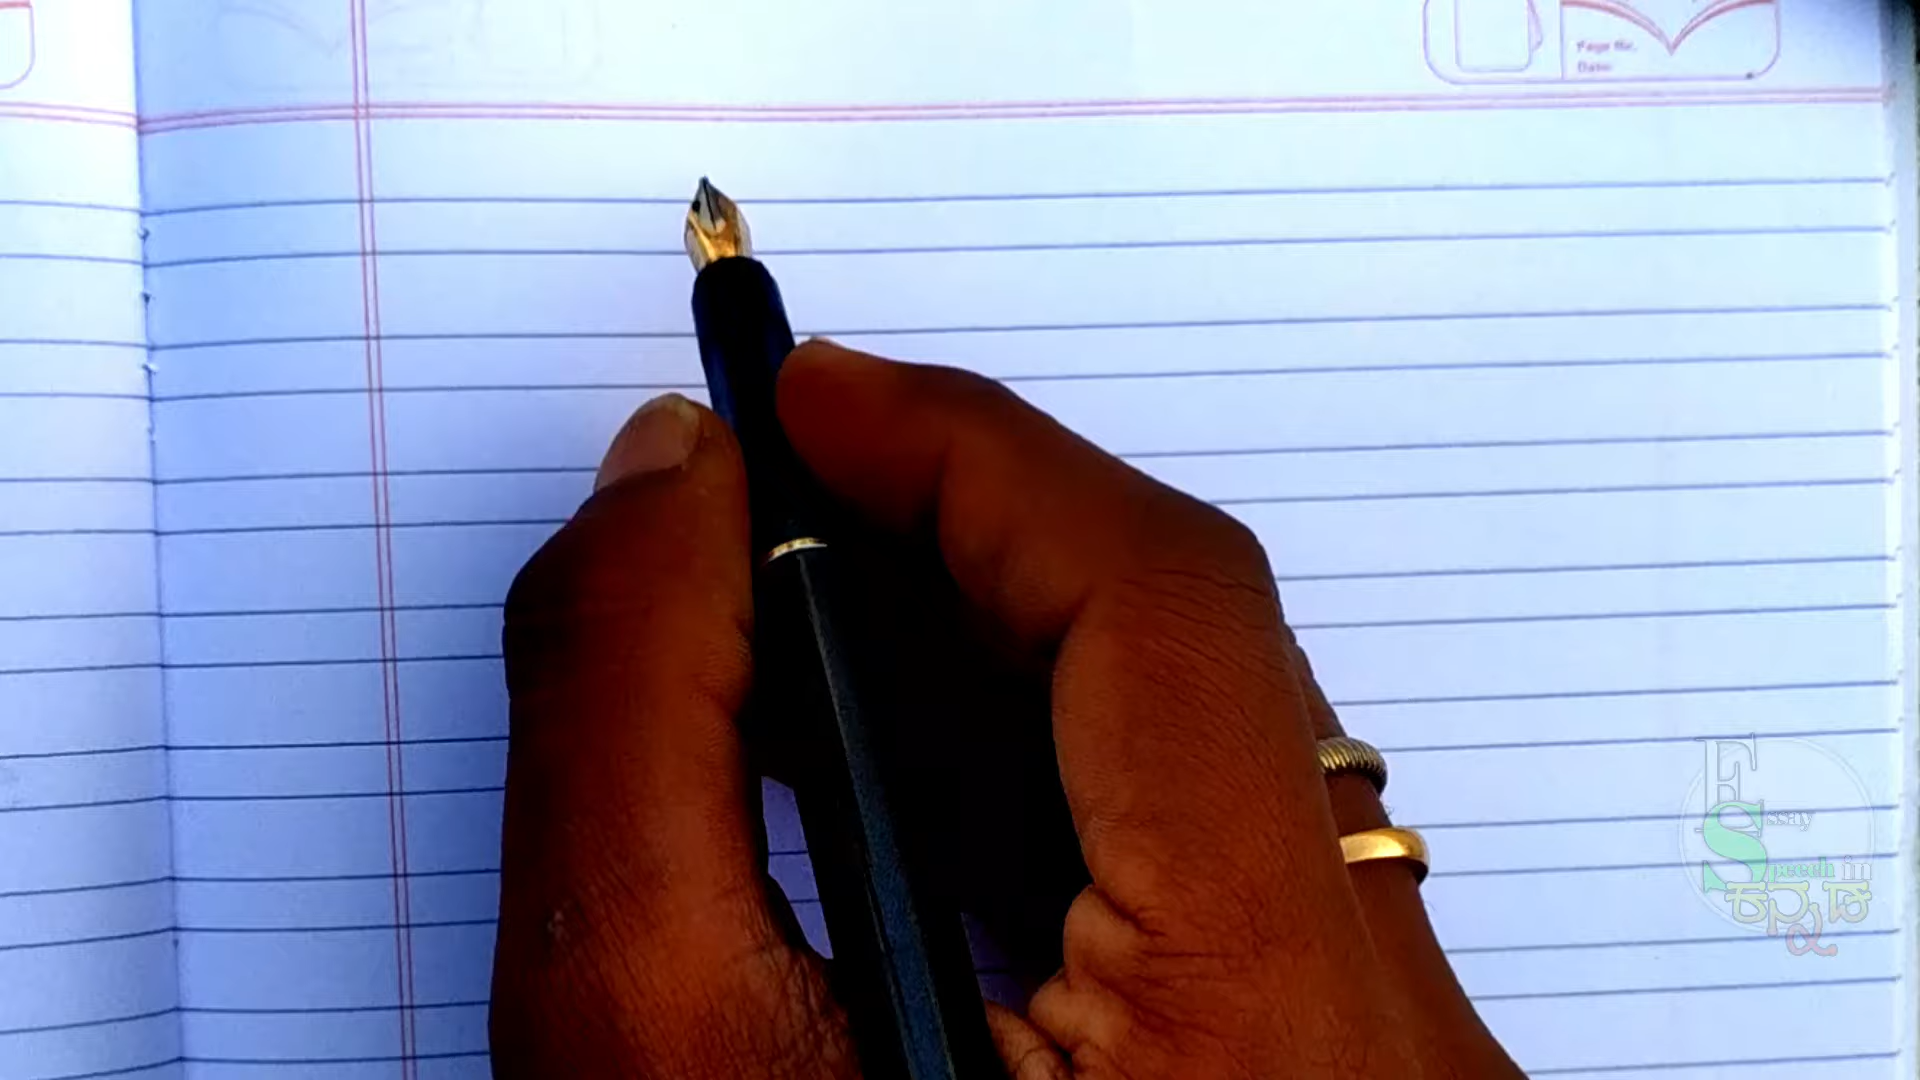 Page No.
Date
Essay
Speech in
ಕನ್ನಡ